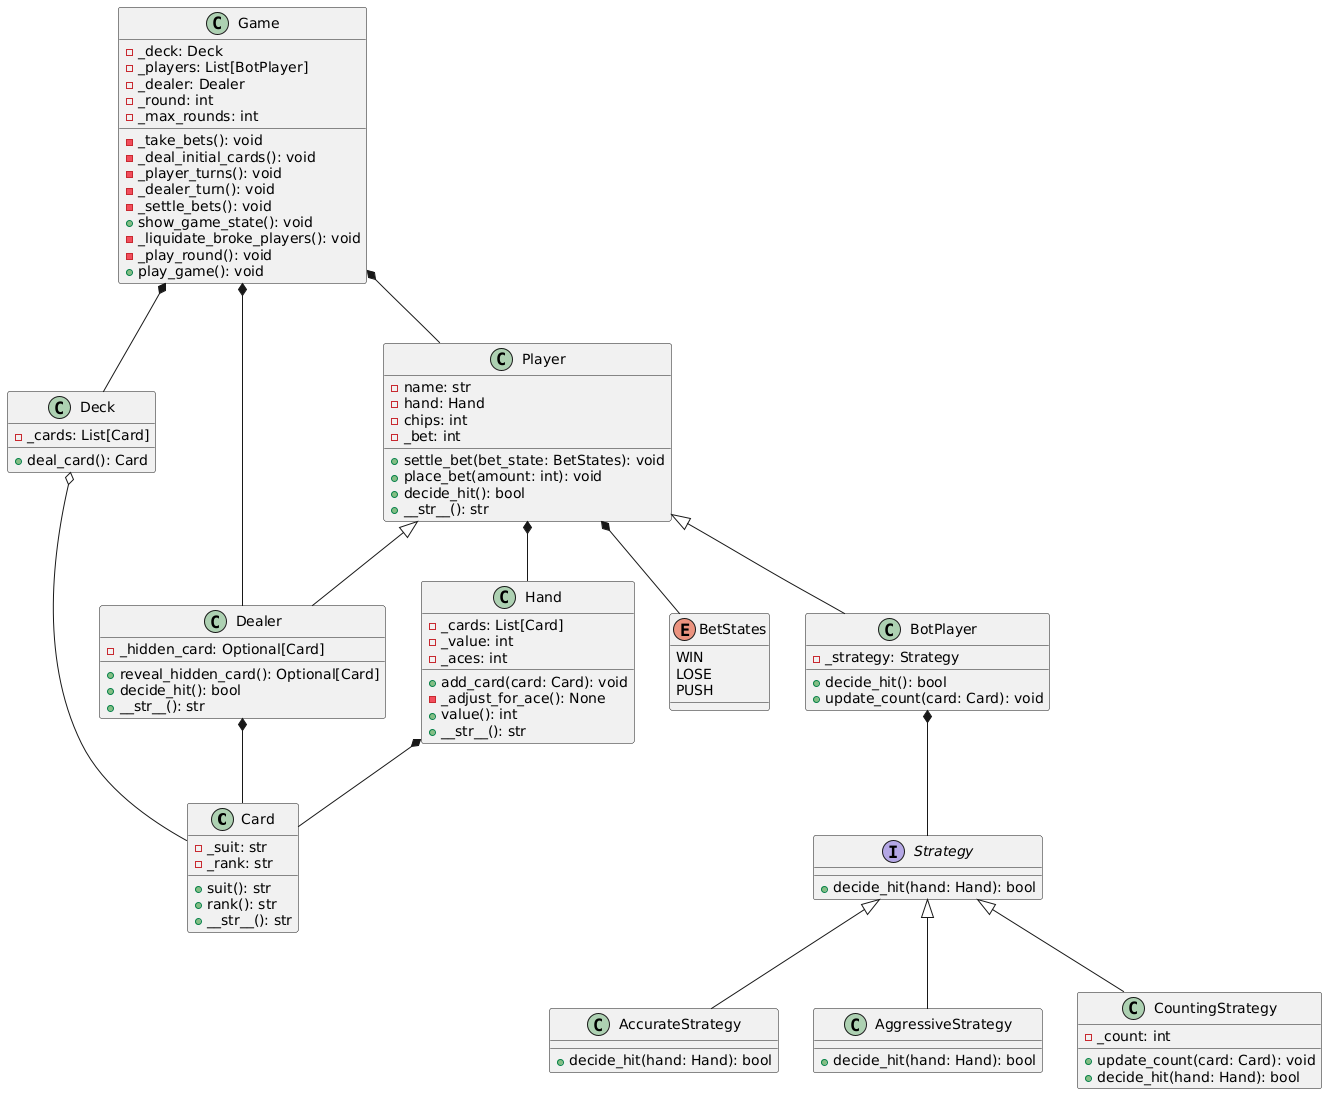 C Game
_deck: Deck
_players: List[BotPlayer]
_dealer: Dealer
_round: int
_max_rounds: int
_take_bets(): void
_deal_initial_cards(): void
_player_turns(): void
_dealer_turn(): void
_settle_bets(): void
show_game_state(): void
_liquidate_broke_players(): void
_play_round(): void
play_game(): void
C Player
name: str
hand: Hand
chips: int
_bet: int
settle_bet(bet_state: BetStates): void
place_bet(amount: int): void
decide_hit(): bool
__str__(): str
C Deck
_cards: List[Card]
deal_card(): Card
C Dealer
_hidden_card: Optional[Card]
reveal_hidden_card(): Optional[Card]
decide_hit(): bool
__str__(): str
C Hand
_cards: List[Card]
_value: int
_aces: int
add_card(card: Card): void
_adjust_for_ace(): None
value(): int
__str__(): str
E BetStates
WIN
LOSE
PUSH
C BotPlayer
_strategy: Strategy
decide_hit(): bool
update_count(card: Card): void
C Card
_suit: str
_rank: str
suit(): str
rank(): str
__str__(): str
I Strategy
decide_hit(hand: Hand): bool
C AccurateStrategy
decide_hit(hand: Hand): bool
C AggressiveStrategy
decide_hit(hand: Hand): bool
C CountingStrategy
_count: int
update_count(card: Card): void
decide_hit(hand: Hand): bool